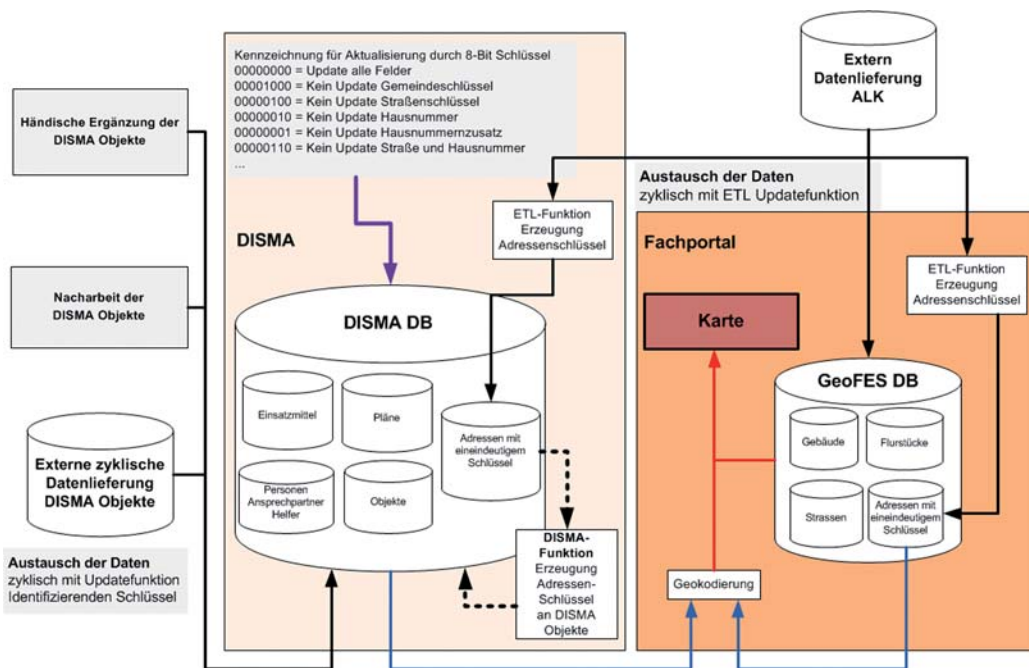 Händische Ergänzung der
DISMA Objekte
Nacharbeit der
DISMA Objekte
Externe zyklische
Datenlieferung
DISMA Objekte
Austausch der Daten
zyklisch mit Updatefunktion
Identifizierenden Schlüssel
Kennzeichnung für Aktualisierung durch 8-Bit Schlüssel
00000000 = Update alle Felder
00001000 = Kein Update Gemeindeschlüssel
00000100 = Kein Update Straßenschlüssel
00000010 = Kein Update Hausnummer
00000001 = Kein Update Hausnummernzusatz
00000110 = Kein Update Straße und Hausnummer
...
DISMA
ETL-Funktion
Erzeugung
Adressenschlüssel
DISMA DB
Einsatzmittel
Pläne
Adressen mit
eineindeutigem
Schlüssel
Personen
Ansprechpartner
Helfer
Objekte
DISMA-
Funktion
Erzeugung
Adressen-
Schlüssel
an DISMA
Objekte
Extern
Datenlieferung
ALK
Austausch der Daten
zyklisch mit ETL Updatefunktion
Fachportal
ETL-Funktion
Erzeugung
Adressenschlüssel
Karte
GeoFES DB
Gebäude
Flurstücke
Strassen
Adressen mit
eineindeutigem
Schlüssel
Geokodierung